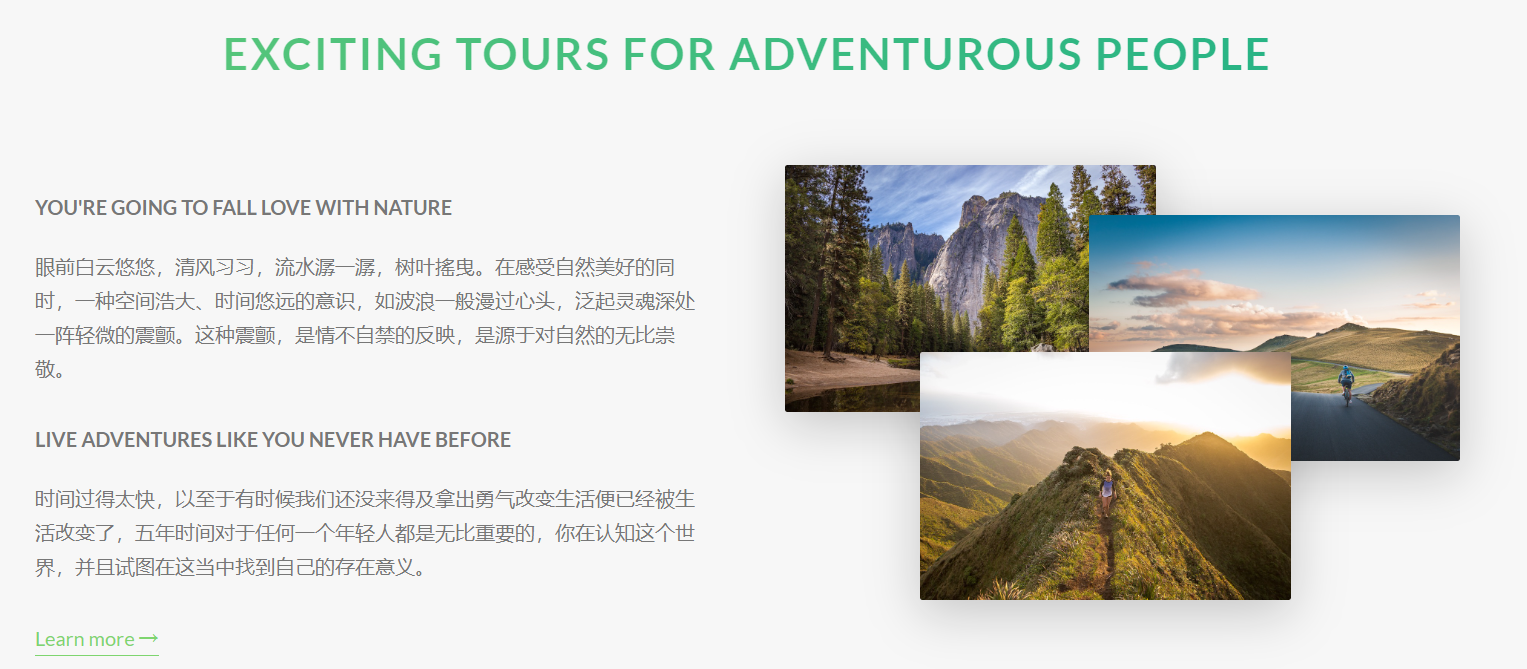 EXCITING TOURS FOR ADVENTUROUS PEOPLE
YOU'RE GOING TO FALL LOVE WITH NATURE
眼前白云悠悠，清风习习，流水潺一潺，树叶搖曳。在感受自然美好的同
时，一种空间浩大、时间悠远的意识，如波浪一般漫过心头，泛起灵魂深处
一阵轻微的震颤。这种震颤，是情不自禁的反映，是源于对自然的无比崇
敬。
LIVE ADVENTURES LIKE YOU NEVER HAVE BEFORE
时间过得太快，以至于有时候我们还没来得及拿出勇气改变生活便已经被生
活改变了，五年时间对于任何一个年轻人都是无比重要的，你在认知这个世
界，并且试图在这当中找到自己的存在意义。
Learn more →